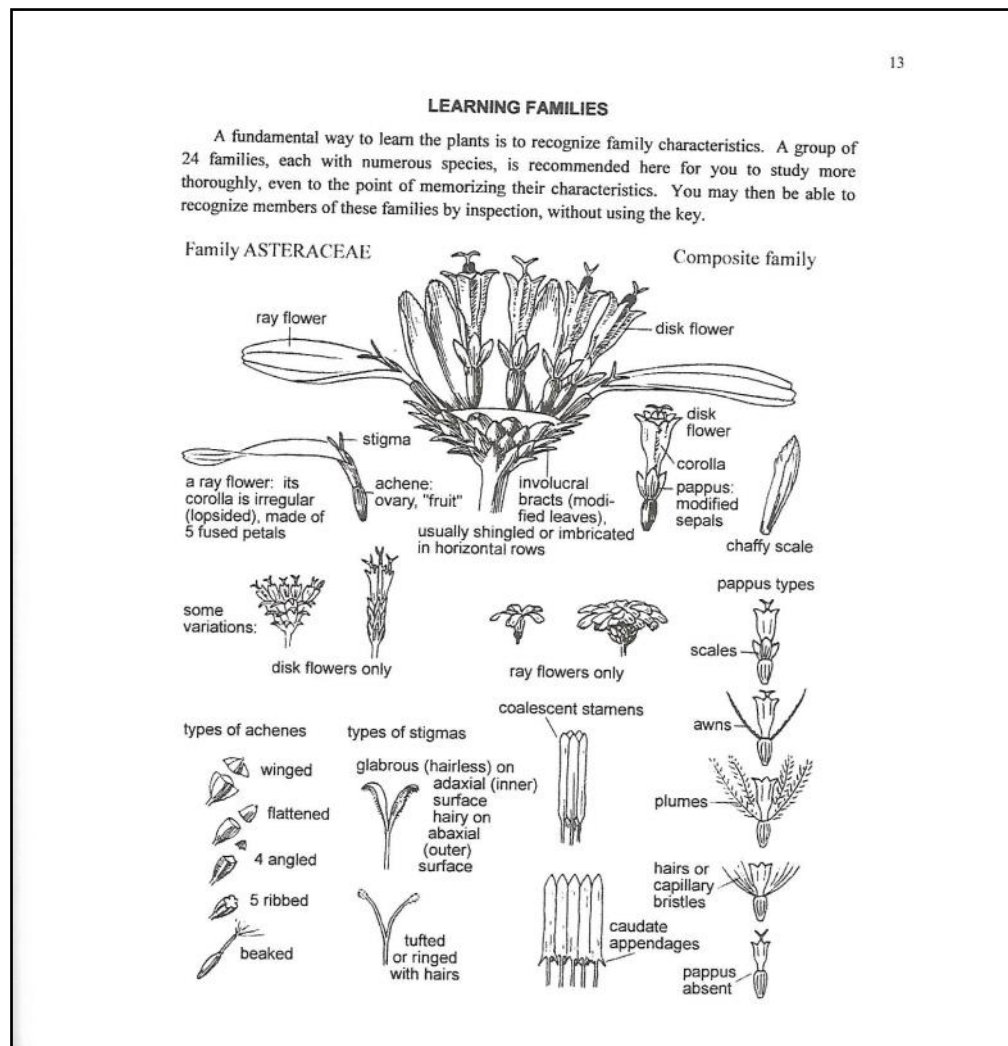 13
LEARNING FAMILIES
A fundamental way to learn the plants is to recognize family characteristics. A group of
24 families, each with numerous species, is recommended here for you to study more
thoroughly, even to the point of memorizing their characteristics. You may then be able to
recognize members of these families by inspection, without using the key.
Family ASTERACEAE
Composite family
ray flower
disk flower
stigma
a ray flower: its
corolla is irregular
(lopsided), made of
5 fused petals
achene:
ovary, "fruit"
involucral
bracts (modi-
fied leaves),
usually shingled or imbricated
in horizontal rows
disk
flower
corolla
pappus:
modified
sepals
chaffy scale
some
variations:
disk flowers only
ray flowers only
pappus types
scales
awns
plumes
hairs or
capillary
bristles
pappus
absent
types of achenes
winged
flattened
4 angled
5 ribbed
beaked
types of stigmas
glabrous (hairless) on
adaxial (inner)
surface
hairy on
abaxial
(outer)
surface
tufted
or ringed
with hairs
coalescent stamens
caudate
appendages